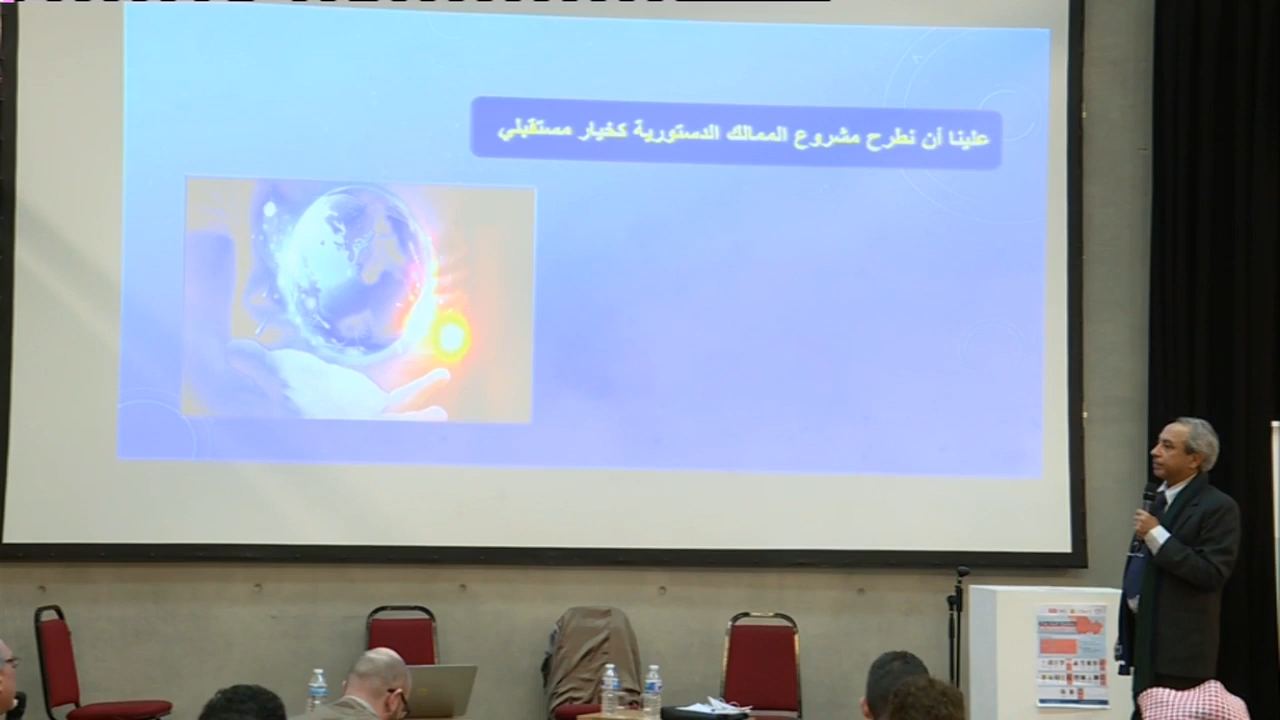 علينا أن نطرح مشروع الممالك الدستورية كخيار مستقبلي